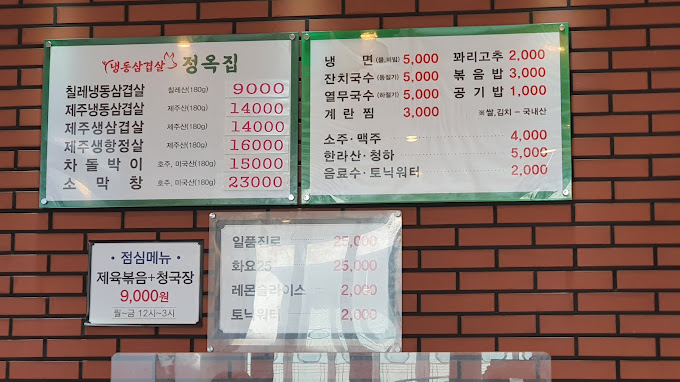 냉동삼겹살 정옥집
칠레냉동삼겹살 칠레산(180g) 9000
제주냉동삼겹살 제주산(180g) 14000
제주생삼겹살 제주산(180g) 14000
제주생항정살 제주산(180g) 16000
차돌박이 호주, 미국산(180g) 15000
소막창 호주, 미국산(180g) 23000
냉면(물,비빔) 5,000 꽈리고추 2,000
잔치국수(동절기) 5,000 볶음밥 3,000
열무국수(하절기) 5,000 공기밥 1,000
계란찜 3,000 ※쌀,김치 - 국내산
소주·맥주 4,000
한라산·청하 5,000
음료수·토닉워터 2,000
일품진로 25,000
화요25 25,000
레몬슬라이스 2,000
토닉워터 2,000
· 점심메뉴 ·
제육볶음+청국장
9,000원
월~금 12시~3시